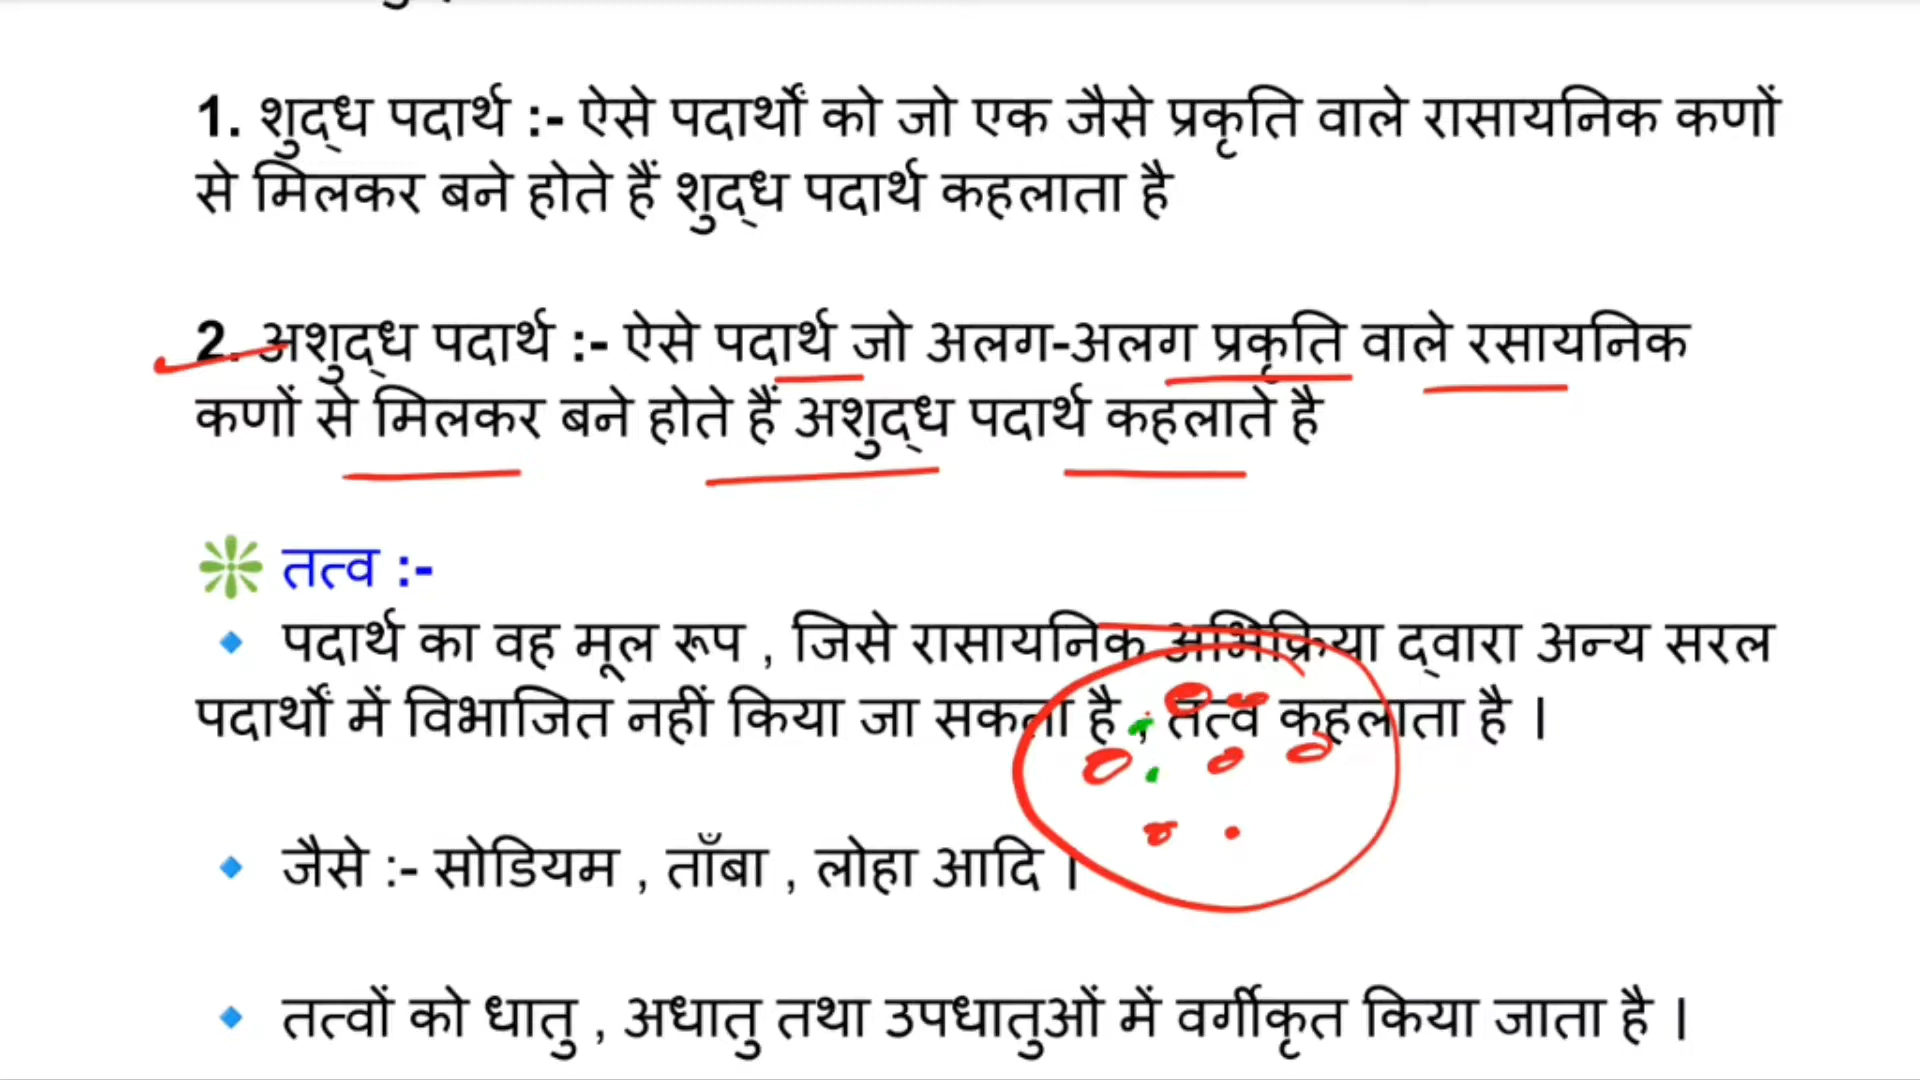 1. शुद्ध पदार्थ :- ऐसे पदार्थों को जो एक जैसे प्रकृति वाले रासायनिक कणों
से मिलकर बने होते हैं शुद्ध पदार्थ कहलाता है
2. अशुद्ध पदार्थ :- ऐसे पदार्थ जो अलग-अलग प्रकृति वाले रसायनिक
कणों से मिलकर बने होते हैं अशुद्ध पदार्थ कहलाते है
तत्व :-
पदार्थ का वह मूल रूप , जिसे रासायनिक अभिक्रिया द्वारा अन्य सरल
पदार्थों में विभाजित नहीं किया जा सकता है , तत्व कहलाता है ।
जैसे :- सोडियम , ताँबा , लोहा आदि ।
तत्वों को धातु , अधातु तथा उपधातुओं में वर्गीकृत किया जाता है ।